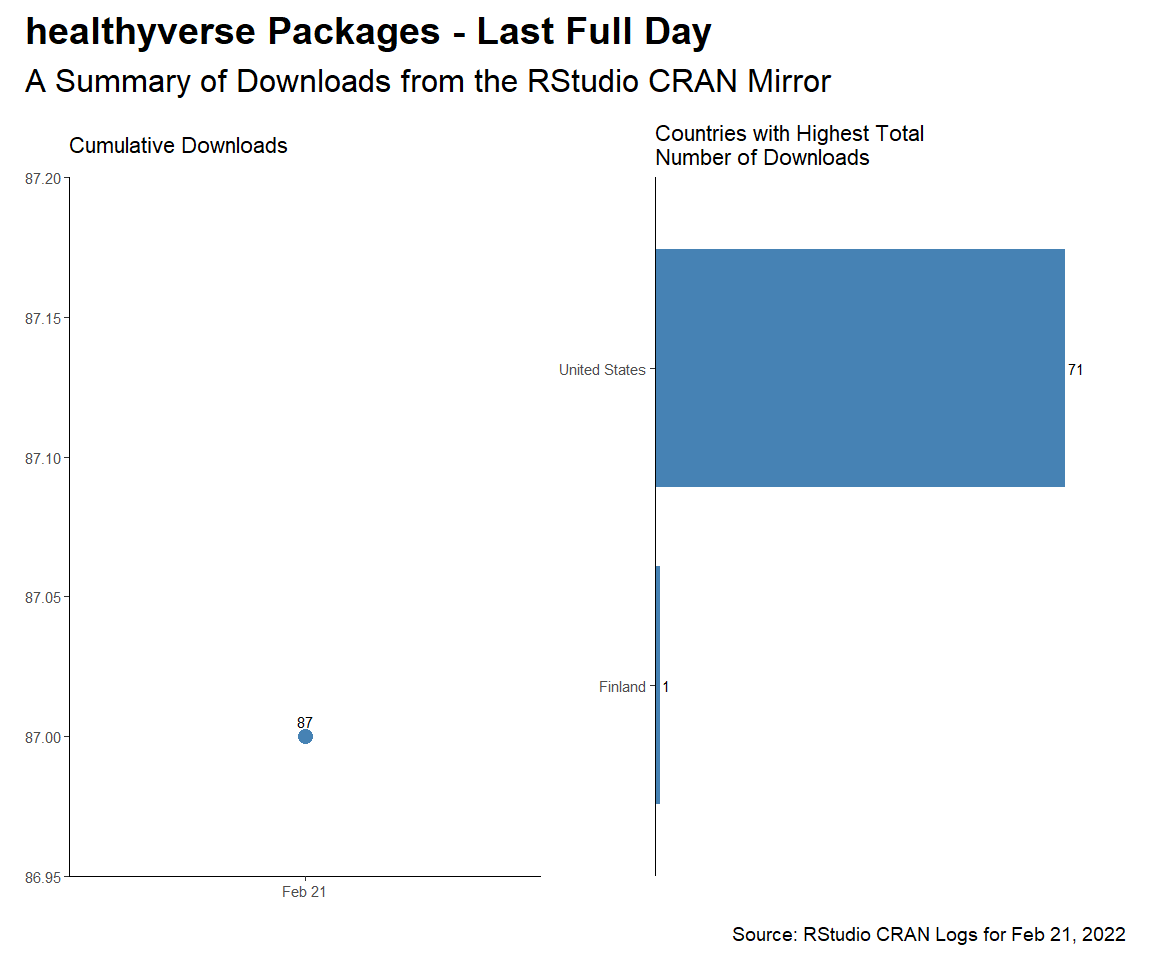 healthyverse Packages - Last Full Day
A Summary of Downloads from the RStudio CRAN Mirror
Cumulative Downloads
87.20
87.15
87.10
87.05
87.00
86.95
87
Feb 21
Countries with Highest Total
Number of Downloads
United States
71
Finland
1
Source: RStudio CRAN Logs for Feb 21, 2022